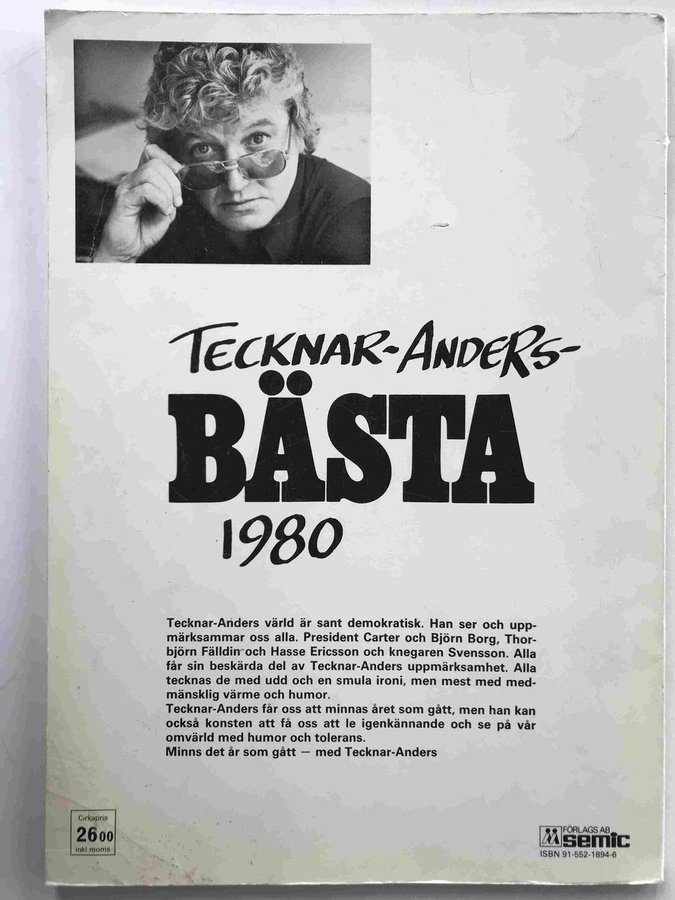 TECKNAR-ANDERS-
BÄSTA
1980
Tecknar-Anders värld är sant demokratisk. Han ser och upp-
märksammar oss alla. President Carter och Björn Borg, Thor-
björn Fälldin och Hasse Ericsson och knegaren Svensson. Alla
får sin beskärda del av Tecknar-Anders uppmärksamhet. Alla
tecknas de med udd och en smula ironi, men mest med med-
mänsklig värme och humor.
Tecknar-Anders får oss att minnas året som gått, men han kan
också konsten att få oss att le igenkännande och se på vår
omvärld med humor och tolerans.
Minns det år som gått – med Tecknar-Anders
Cirkapris
26 00
inkl moms
FÖRLAGS AB
semic
ISBN 91-552-1894-6